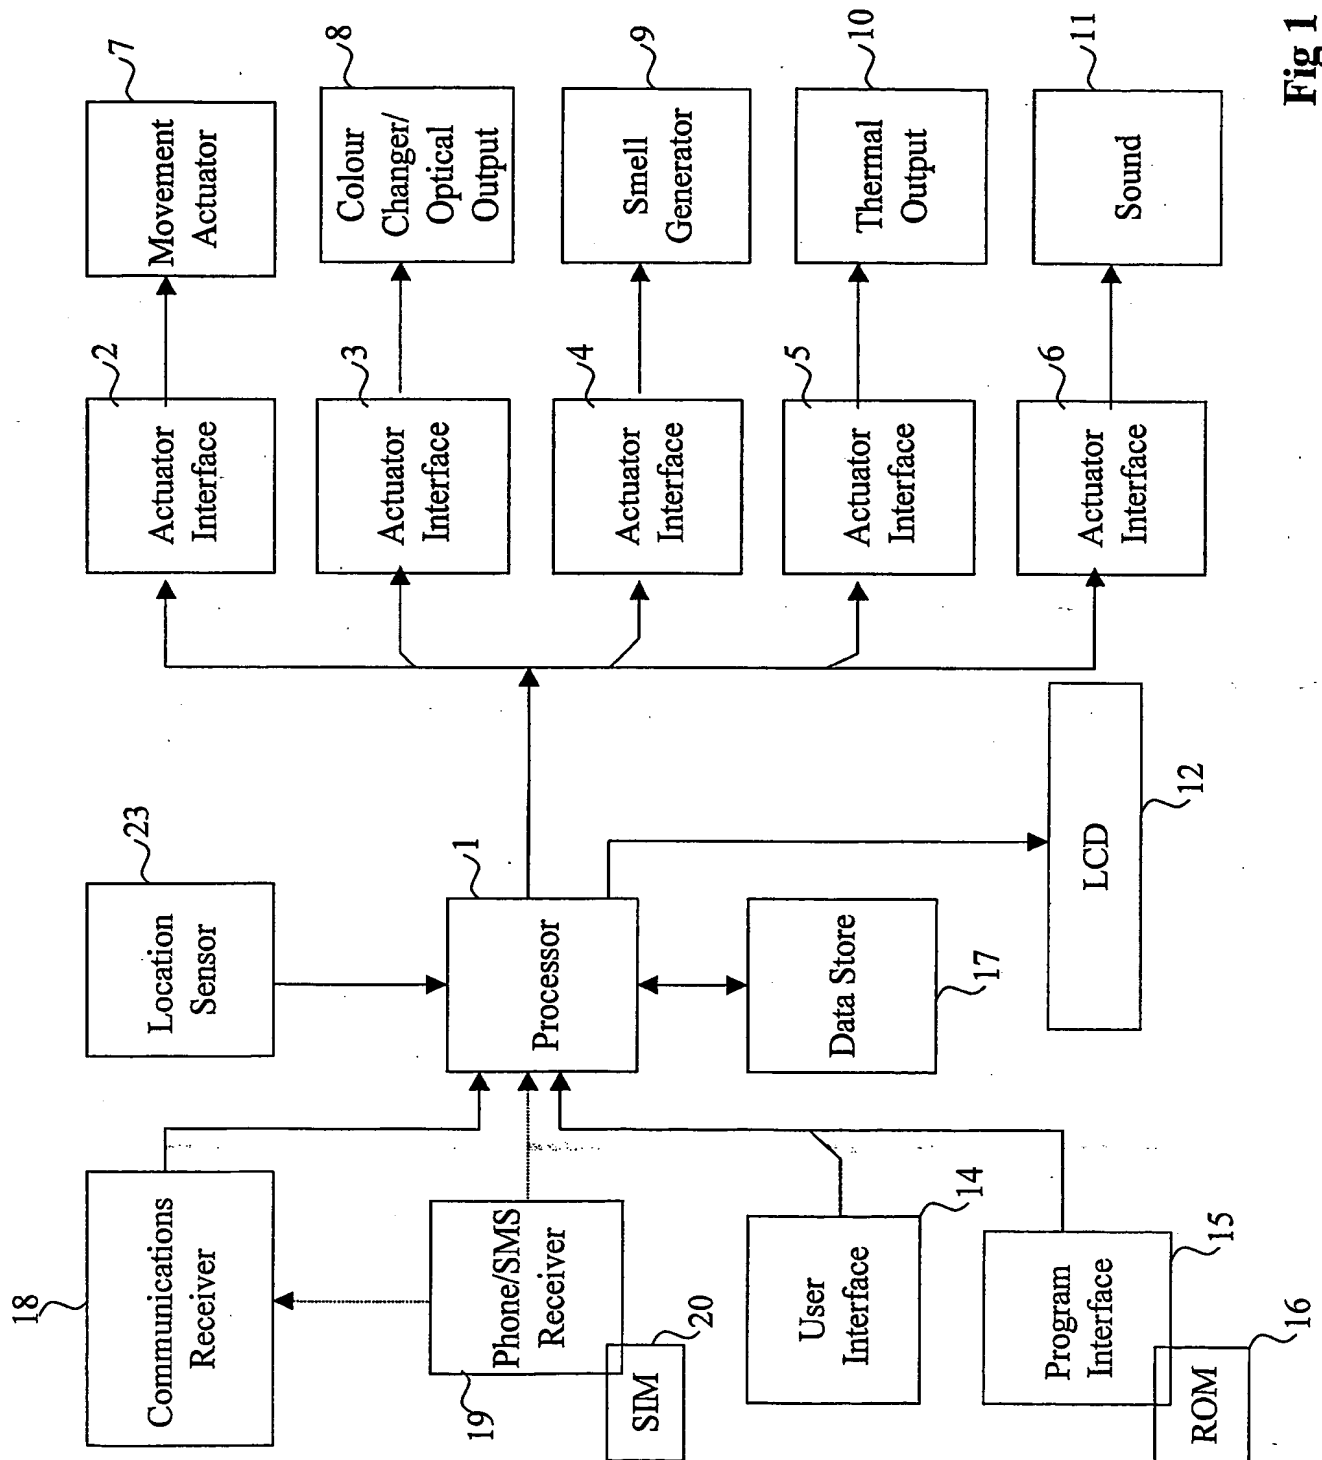 18
Communications
Receiver
19
Phone/SMS
Receiver
SIM
20
User
Interface
14
Program
Interface
15
ROM
16
Location
Sensor
23
Processor
1
Data Store
17
LCD
12
Actuator
Interface
2
Actuator
Interface
3
Actuator
Interface
4
Actuator
Interface
5
Actuator
Interface
6
Movement
Actuator
7
Colour
Changer/
Optical
Output
8
Smell
Generator
9
Thermal
Output
10
Sound
11
Fig 1